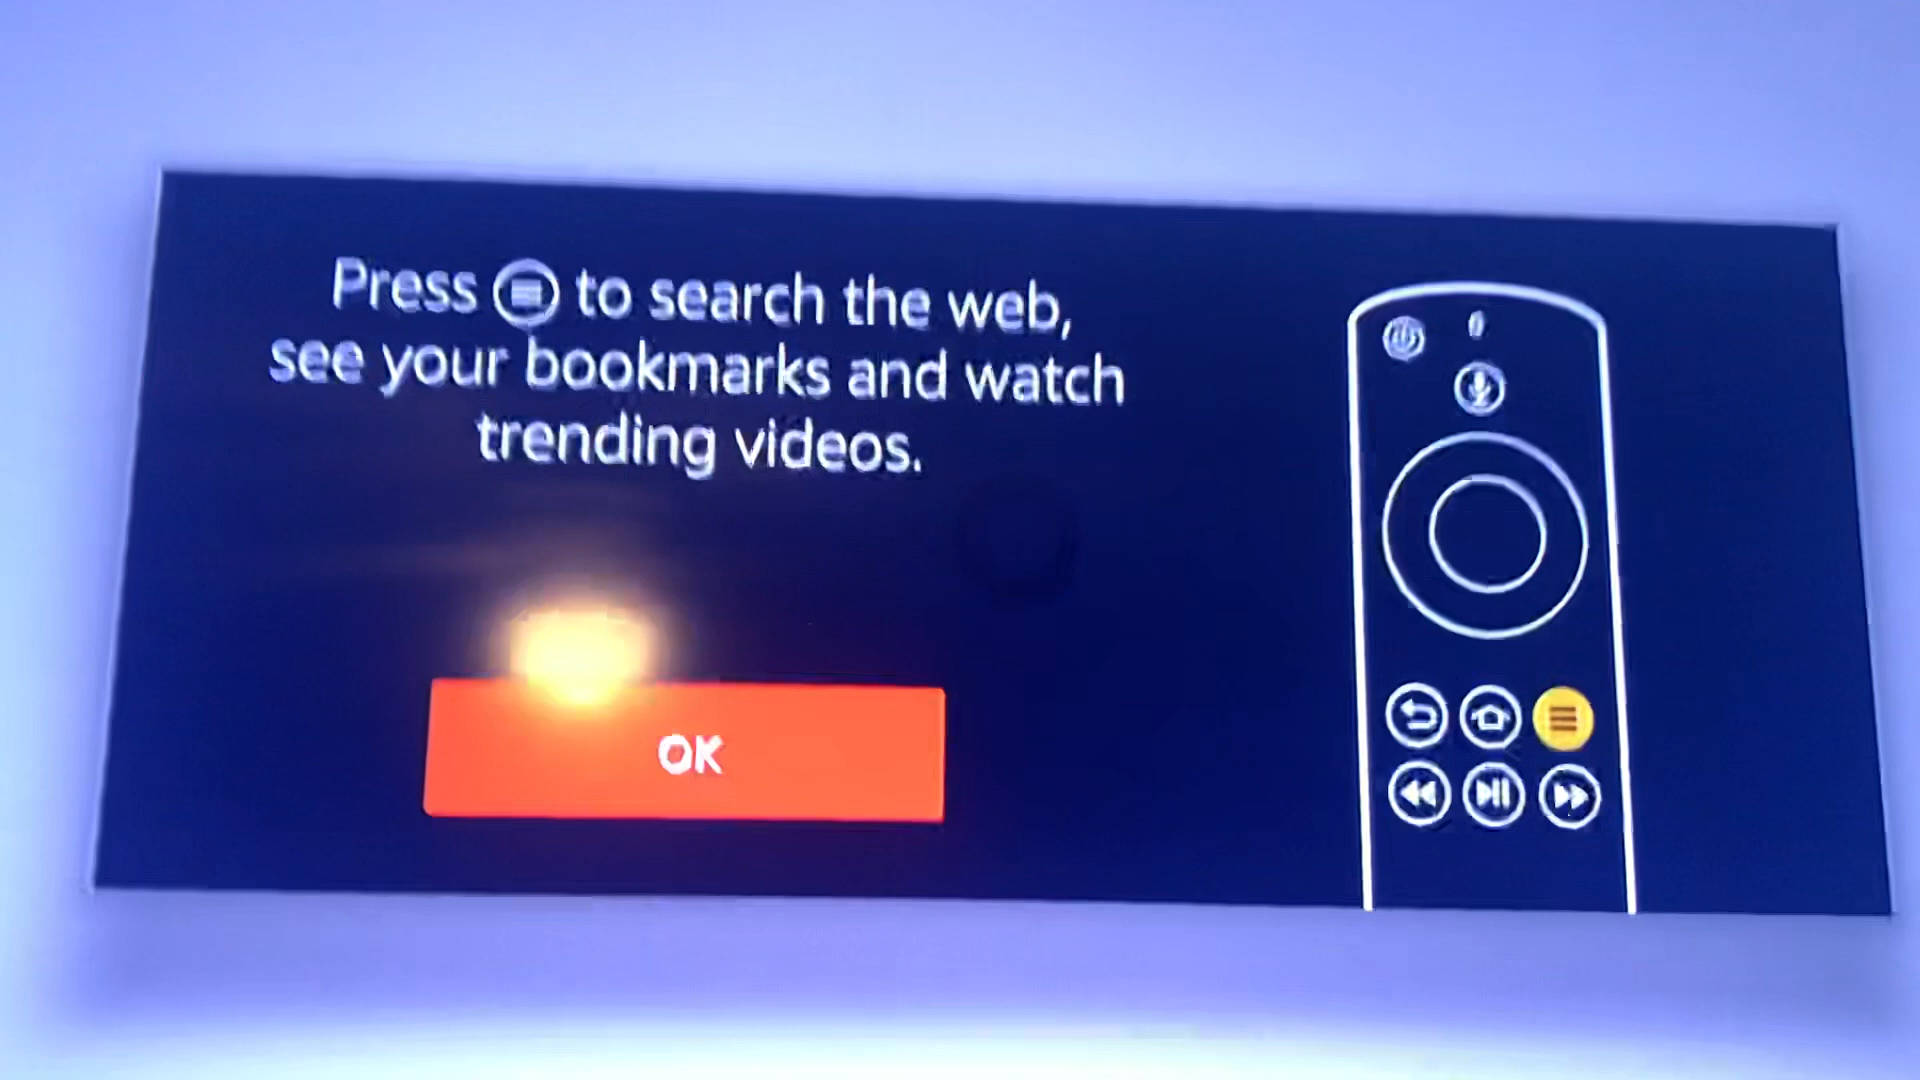 Press to search the web,
see your bookmarks and watch
trending videos.
OK